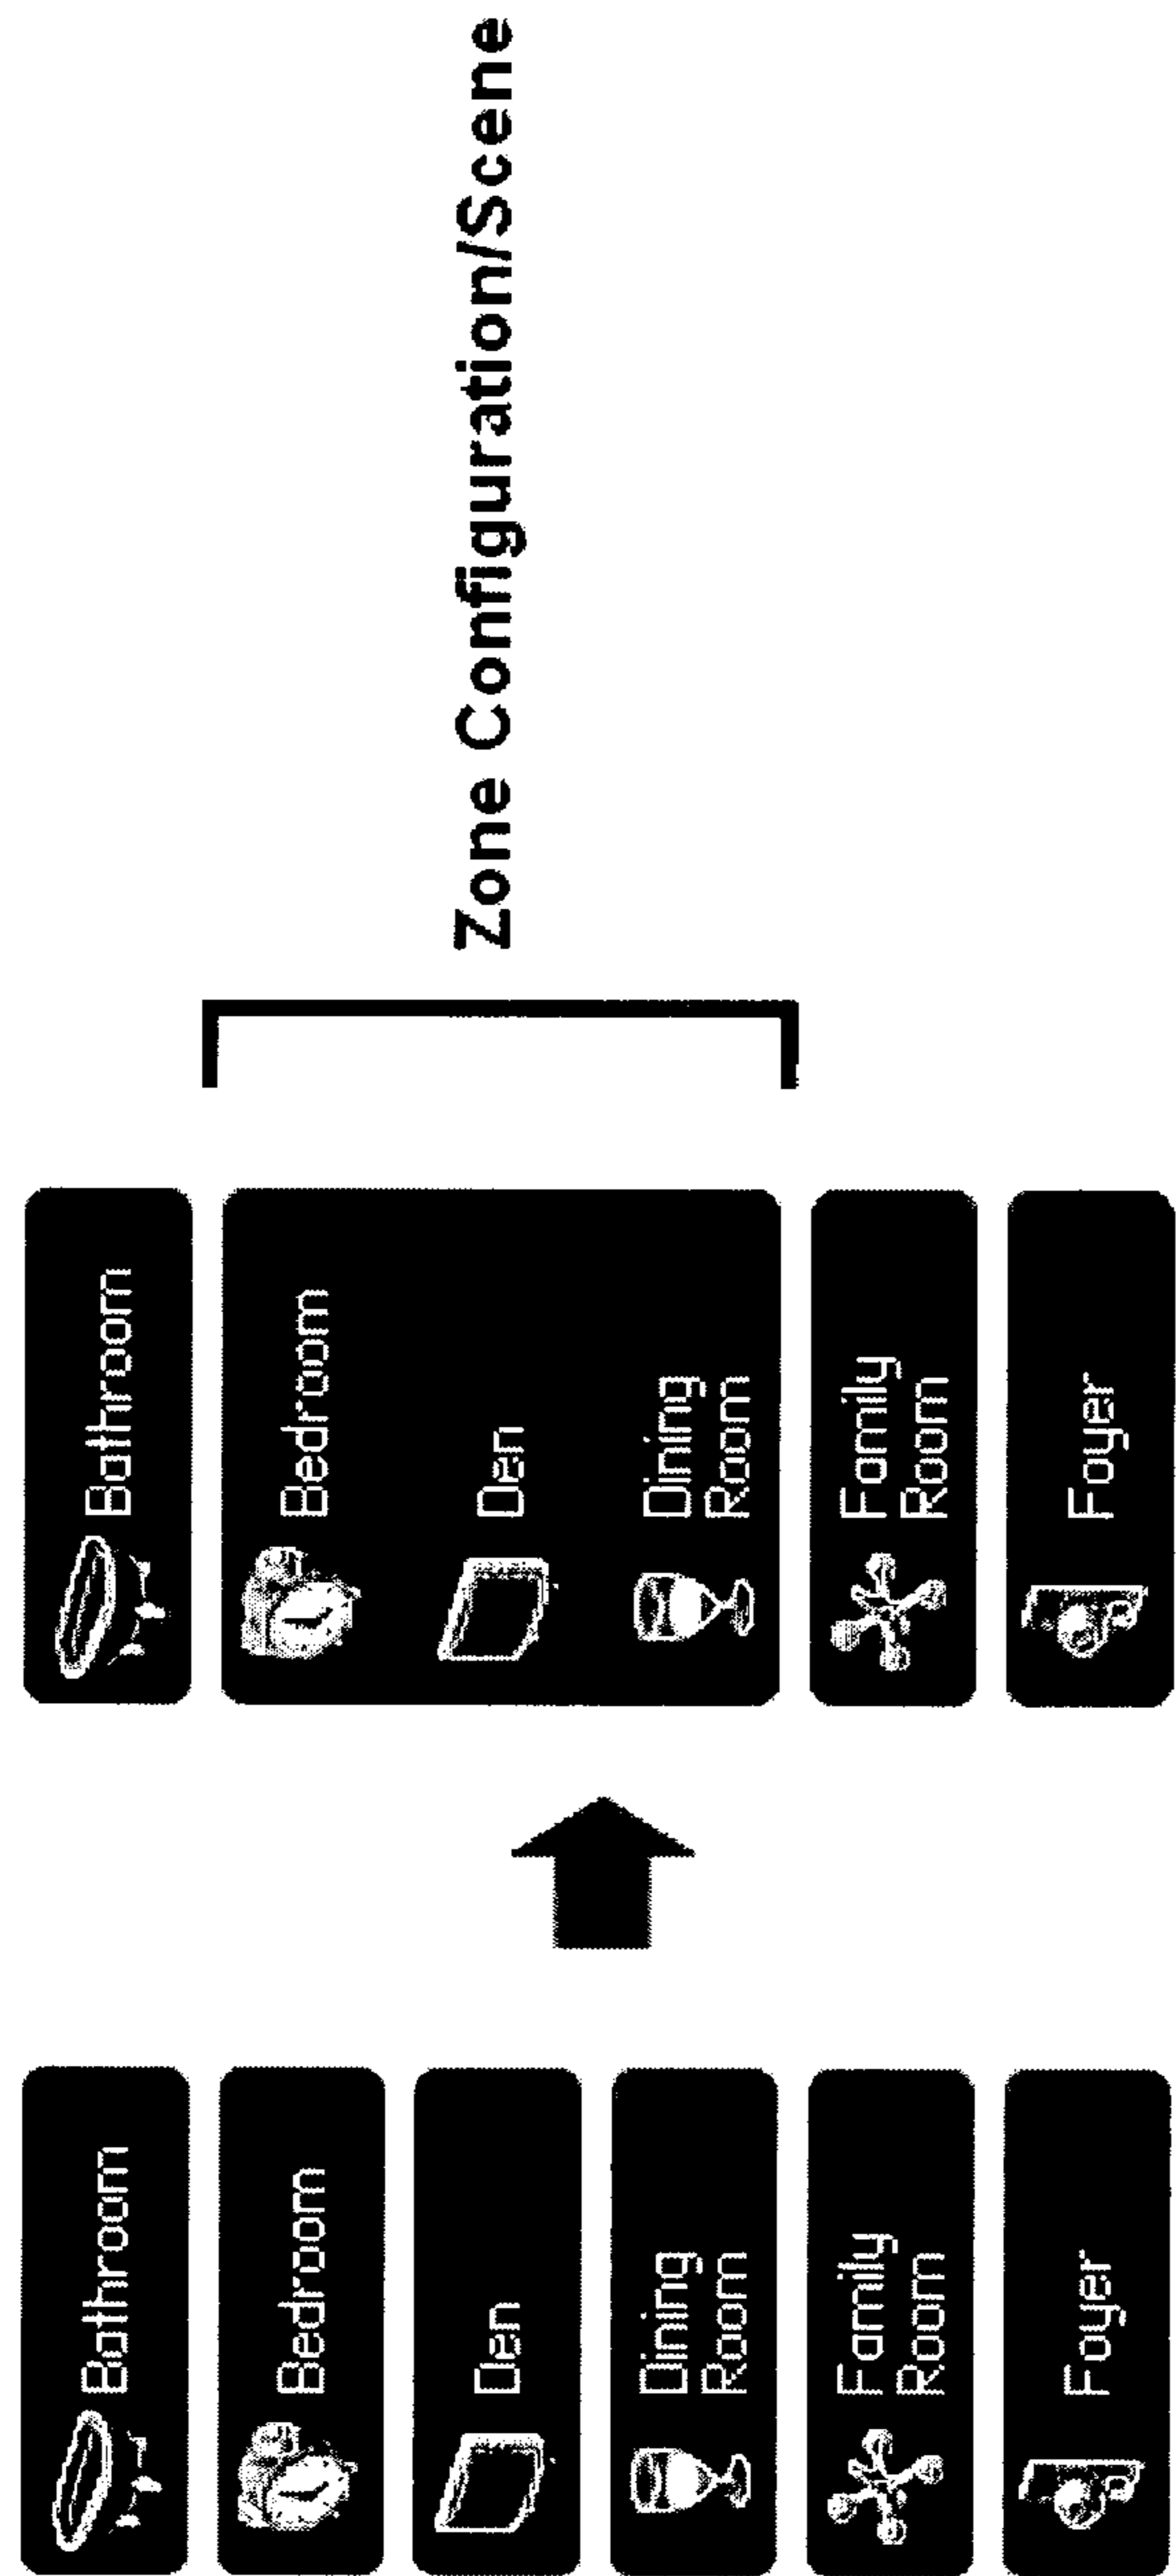 Bathroom
Bedroom
Den
Dining
Room
Family
Room
Foyer
Bathroom
Bedroom
Den
Dining
Room
Family
Room
Foyer
Zone Configuration/Scene